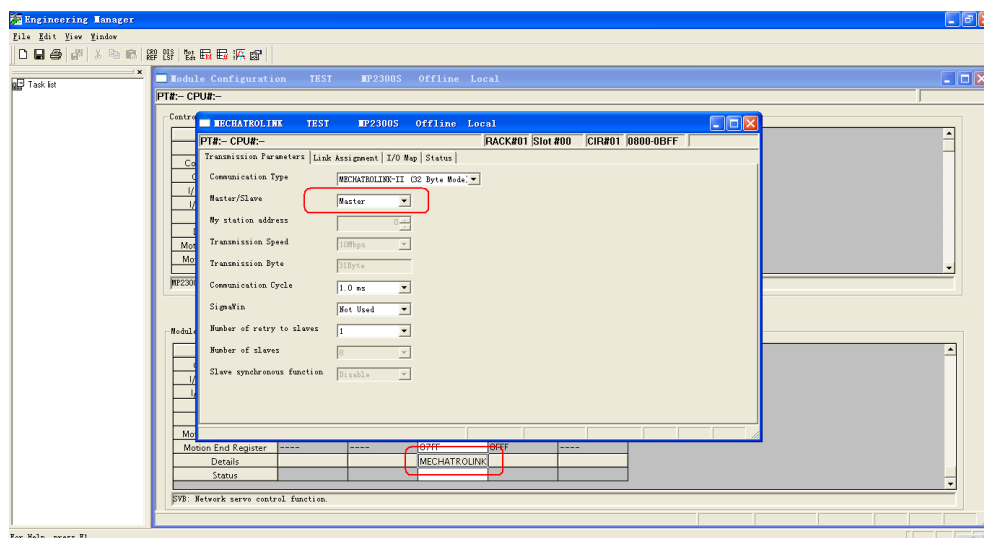 Engineering Manager
File Edit View Window
Task list
Module Configuration TEST MP2300S Offline Local
PT#:– CPU#:–
MECHATROLINK TEST MP2300S Offline Local
PT#:– CPU#:– RACK#01 Slot #00 CIR#01 0800-0BFF
Transmission Parameters Link Assignment I/O Map Status
Communication Type MECHATROLINK-II (32 Byte Mode)
Master/Slave Master
My station address 0
Transmission Speed 10Mbps
Transmission Byte 31Byte
Communication Cycle 1.0 ms
SigmaWin Not Used
Number of retry to slaves 1
Number of slaves 8
Slave synchronous function Disable
Motion End Register ---- ---- 07FF 0FFF ----
Details MECHATROLINK
Status
SVB: Network servo control function.
For Help, press F1